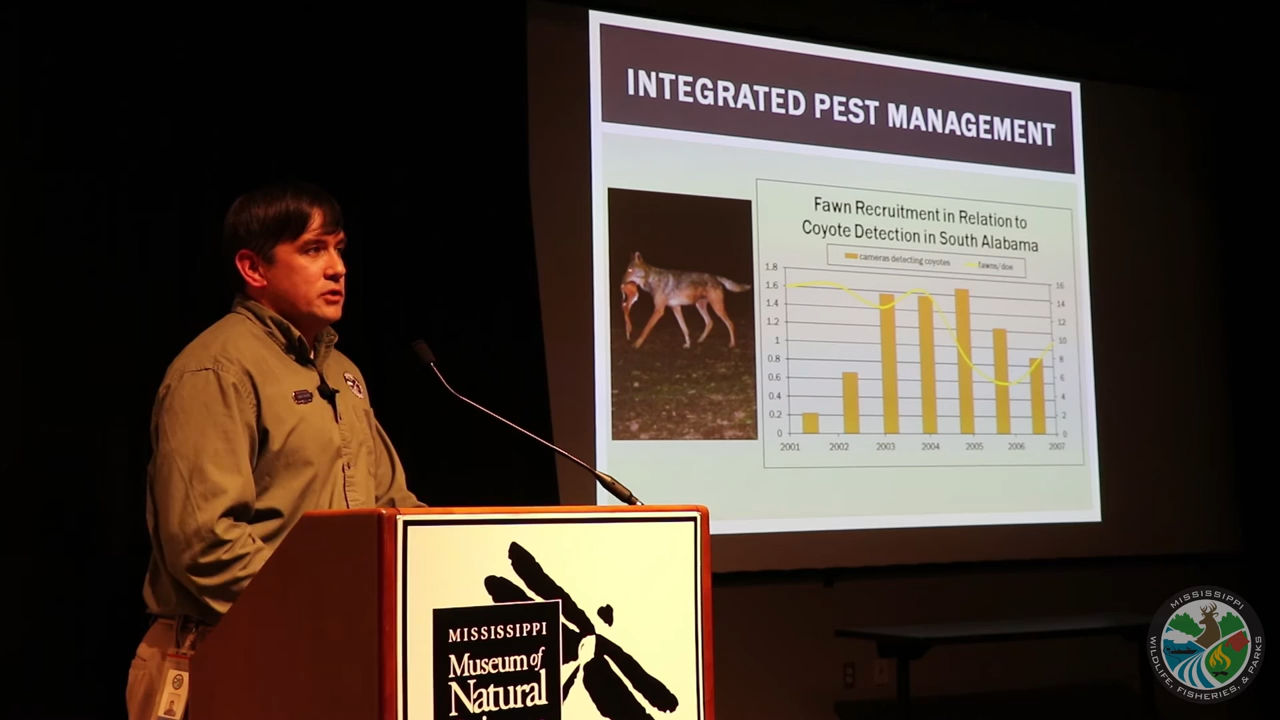 INTEGRATED PEST MANAGEMENT
Fawn Recruitment in Relation to
Coyote Detection in South Alabama
cameras detecting coyotes
fawns/doe
1.8
1.6
1.4
1.2
1
0.8
0.6
0.4
0.2
0
16
14
12
10
8
6
4
2
0
2001 2002 2003 2004 2005 2006 2007
MISSISSIPPI
Museum of
Natural
MISSISSIPPI
WILDLIFE, FISHERIES, & PARKS